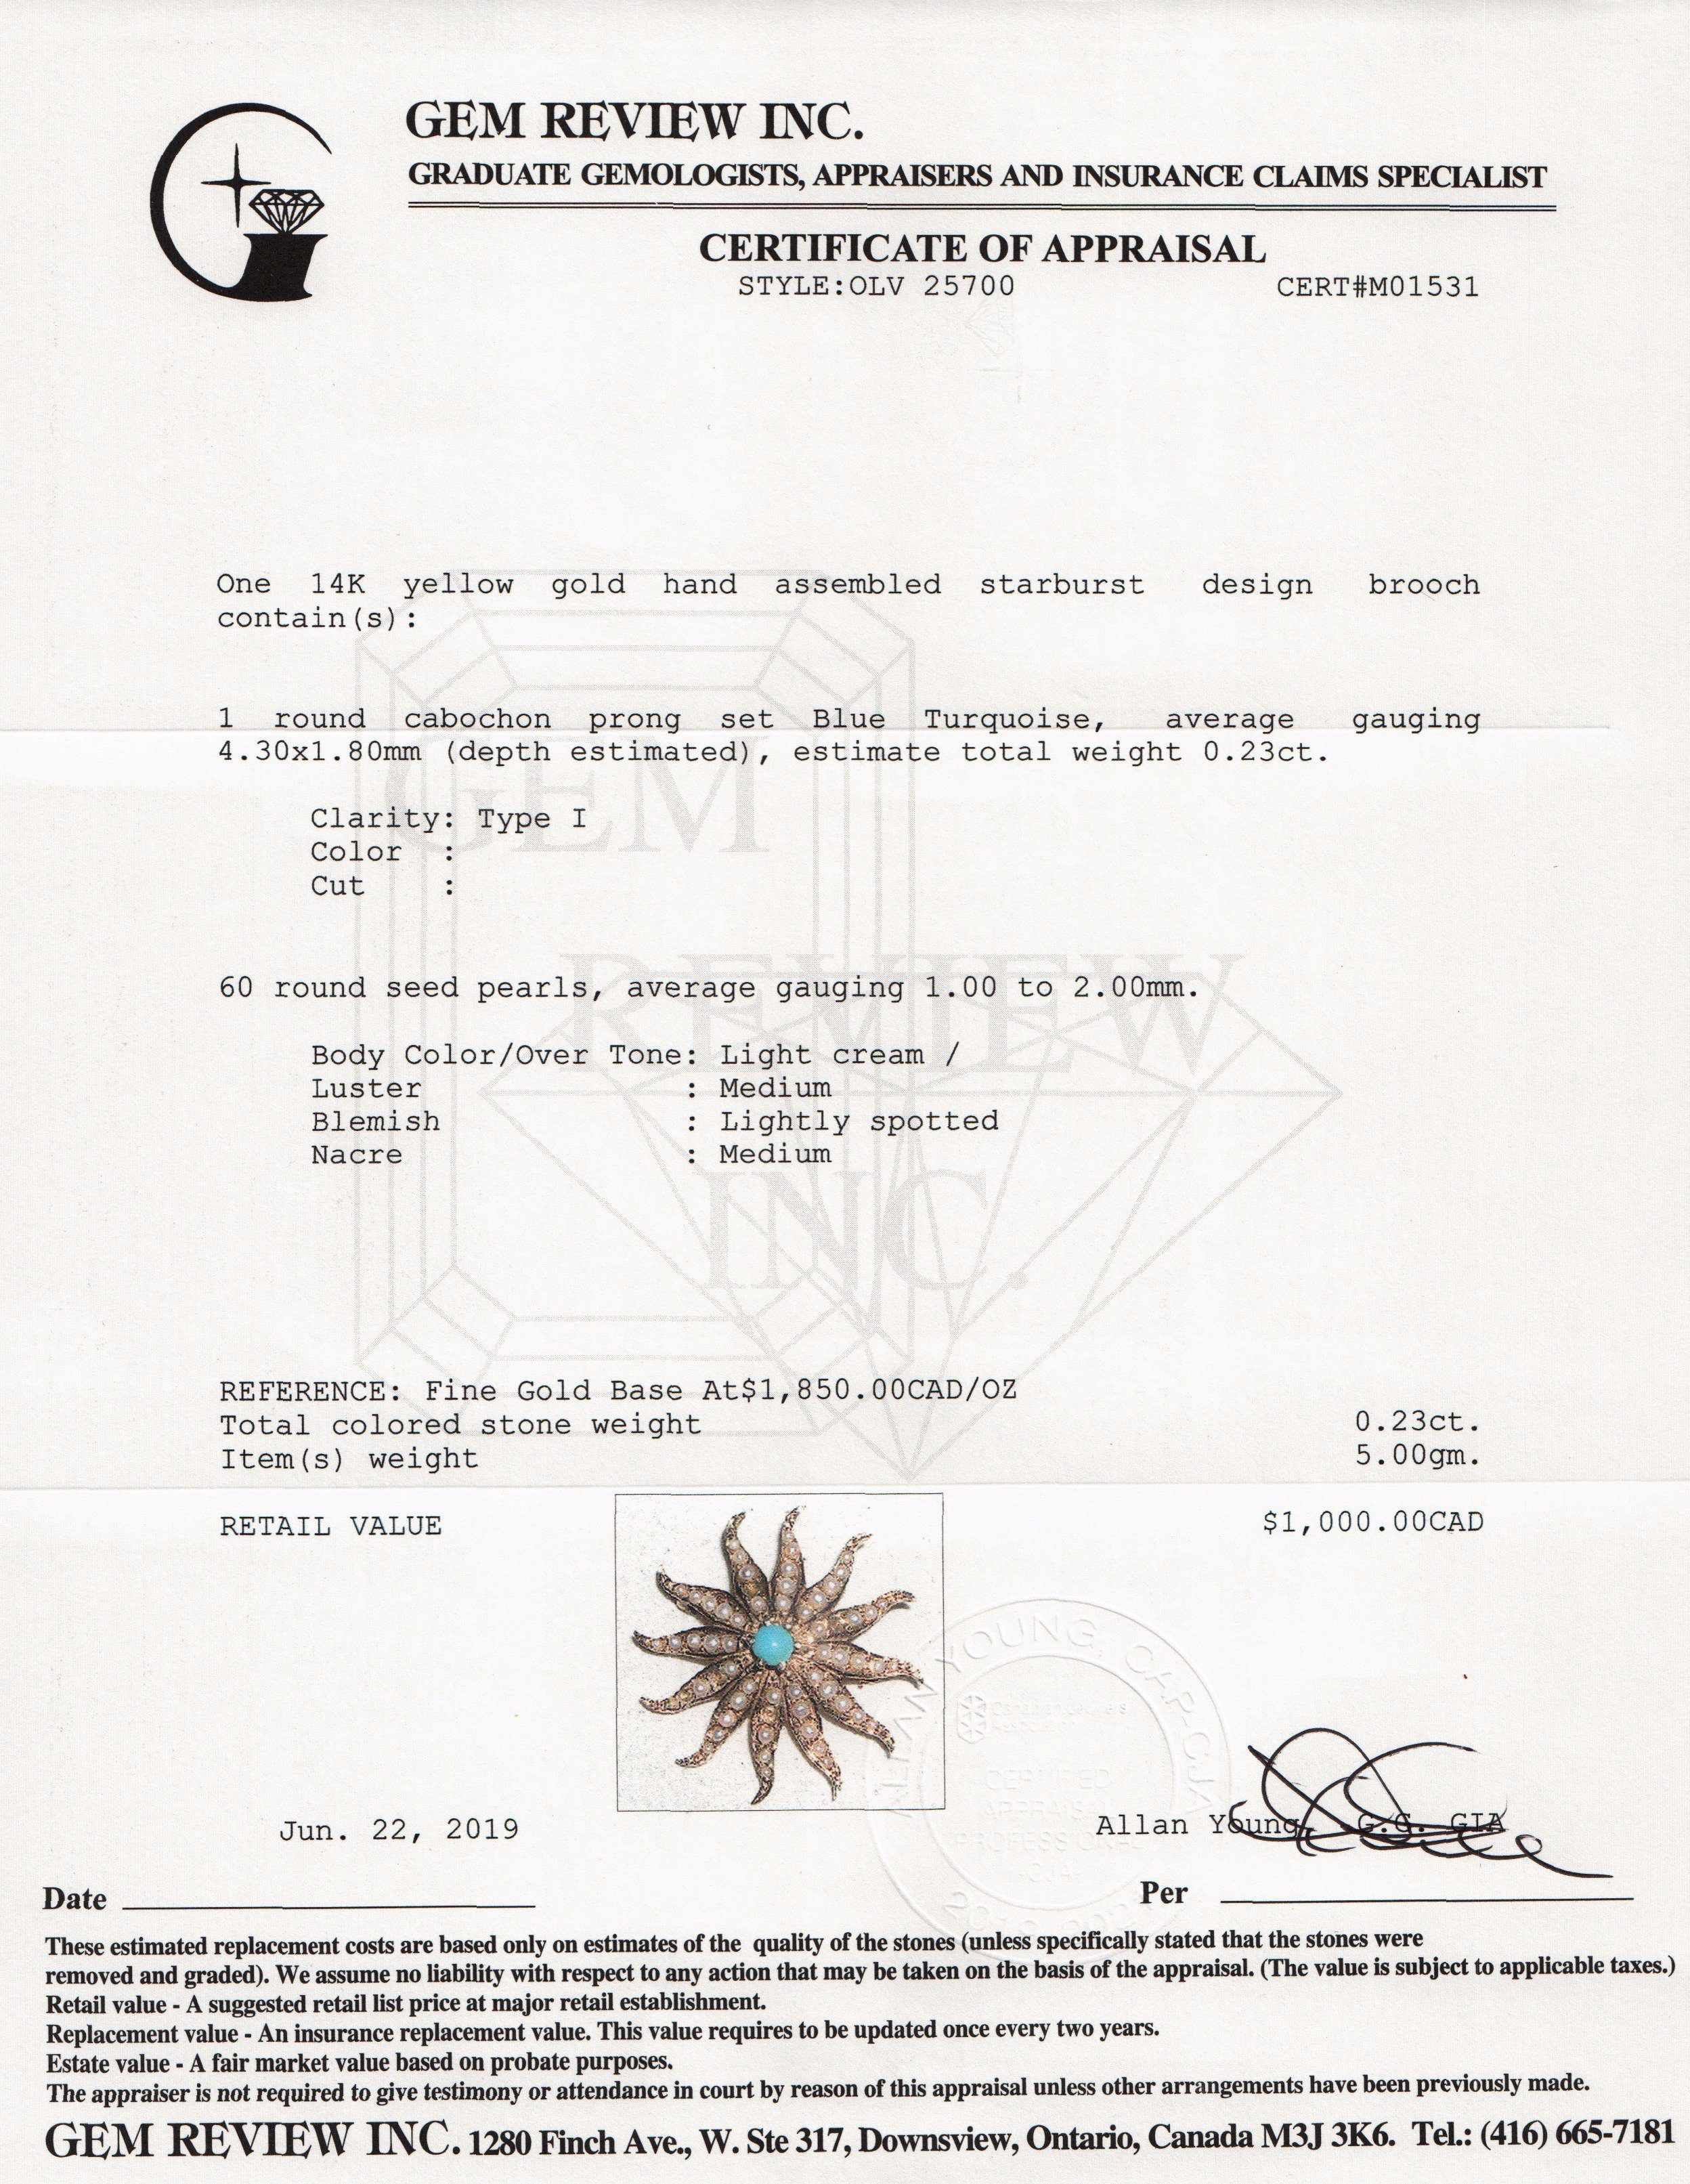 GEM REVIEW INC.
GRADUATE GEMOLOGISTS, APPRAISERS AND INSURANCE CLAIMS SPECIALIST
CERTIFICATE OF APPRAISAL
STYLE:OLV 25700 CERT#M01531
One 14K yellow gold hand assembled starburst design brooch
contain(s):
1 round cabochon prong set Blue Turquoise, average gauging
4.30x1.80mm (depth estimated), estimate total weight 0.23ct.
Clarity: Type I
Color :
Cut :
GEM
REVIEW
INC.
60 round seed pearls, average gauging 1.00 to 2.00mm.
Body Color/Over Tone: Light cream /
Luster : Medium
Blemish : Lightly spotted
Nacre : Medium
REFERENCE: Fine Gold Base At$1,850.00CAD/OZ
Total colored stone weight 0.23ct.
Item(s) weight 5.00gm.
RETAIL VALUE $1,000.00CAD
ALLAN YOUNG, CAP-CJA
Jun. 22, 2019 Allan Young, G.G. GIA
Date Per
These estimated replacement costs are based only on estimates of the quality of the stones (unless specifically stated that the stones were
removed and graded). We assume no liability with respect to any action that may be taken on the basis of the appraisal. (The value is subject to applicable taxes.)
Retail value - A suggested retail list price at major retail establishment.
Replacement value - An insurance replacement value. This value requires to be updated once every two years.
Estate value - A fair market value based on probate purposes.
The appraiser is not required to give testimony or attendance in court by reason of this appraisal unless other arrangements have been previously made.
GEM REVIEW INC. 1280 Finch Ave., W. Ste 317, Downsview, Ontario, Canada M3J 3K6. Tel.: (416) 665-7181